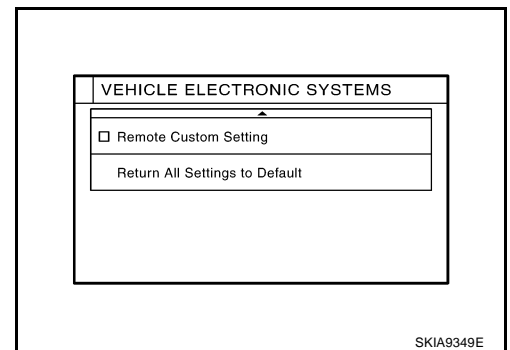 VEHICLE ELECTRONIC SYSTEMS
Remote Custom Setting
Return All Settings to Default
SKIA9349E